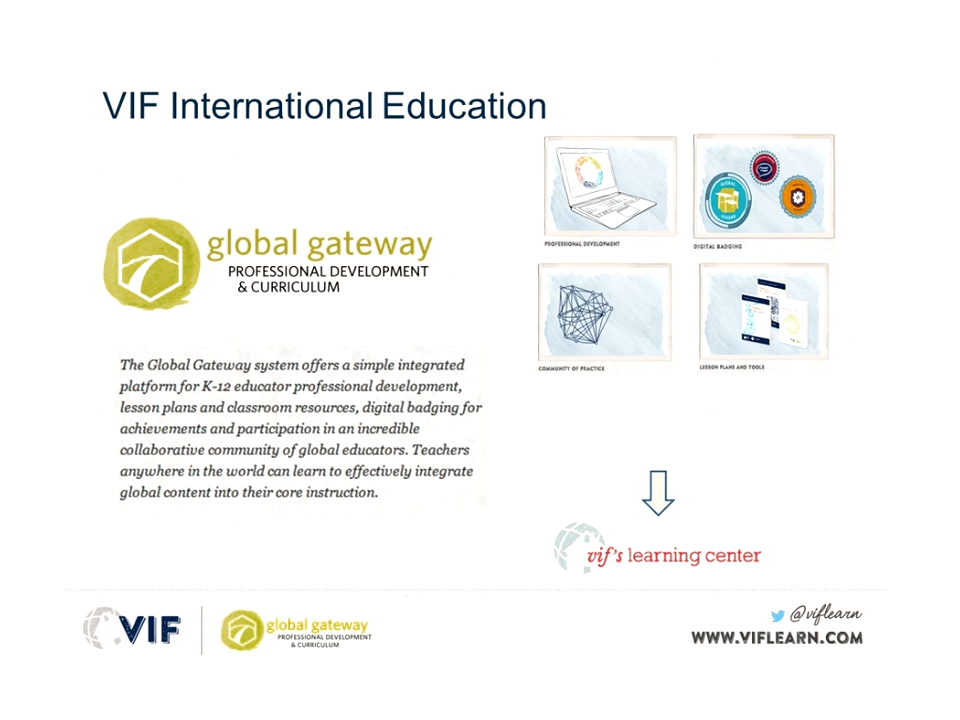 VIF International Education
global gateway
PROFESSIONAL DEVELOPMENT
& CURRICULUM
The Global Gateway system offers a simple integrated
platform for K-12 educator professional development,
lesson plans and classroom resources, digital badging for
achievements and participation in an incredible
collaborative community of global educators. Teachers
anywhere in the world can learn to effectively integrate
global content into their core instruction.
PROFESSIONAL DEVELOPMENT
GLOBAL
LEADER
DIGITAL BADGING
COMMUNITY OF PRACTICE
LESSON PLANS AND TOOLS
vif's learning center
VIF
global gateway
PROFESSIONAL DEVELOPMENT
& CURRICULUM
@viflearn
WWW.VIFLEARN.COM